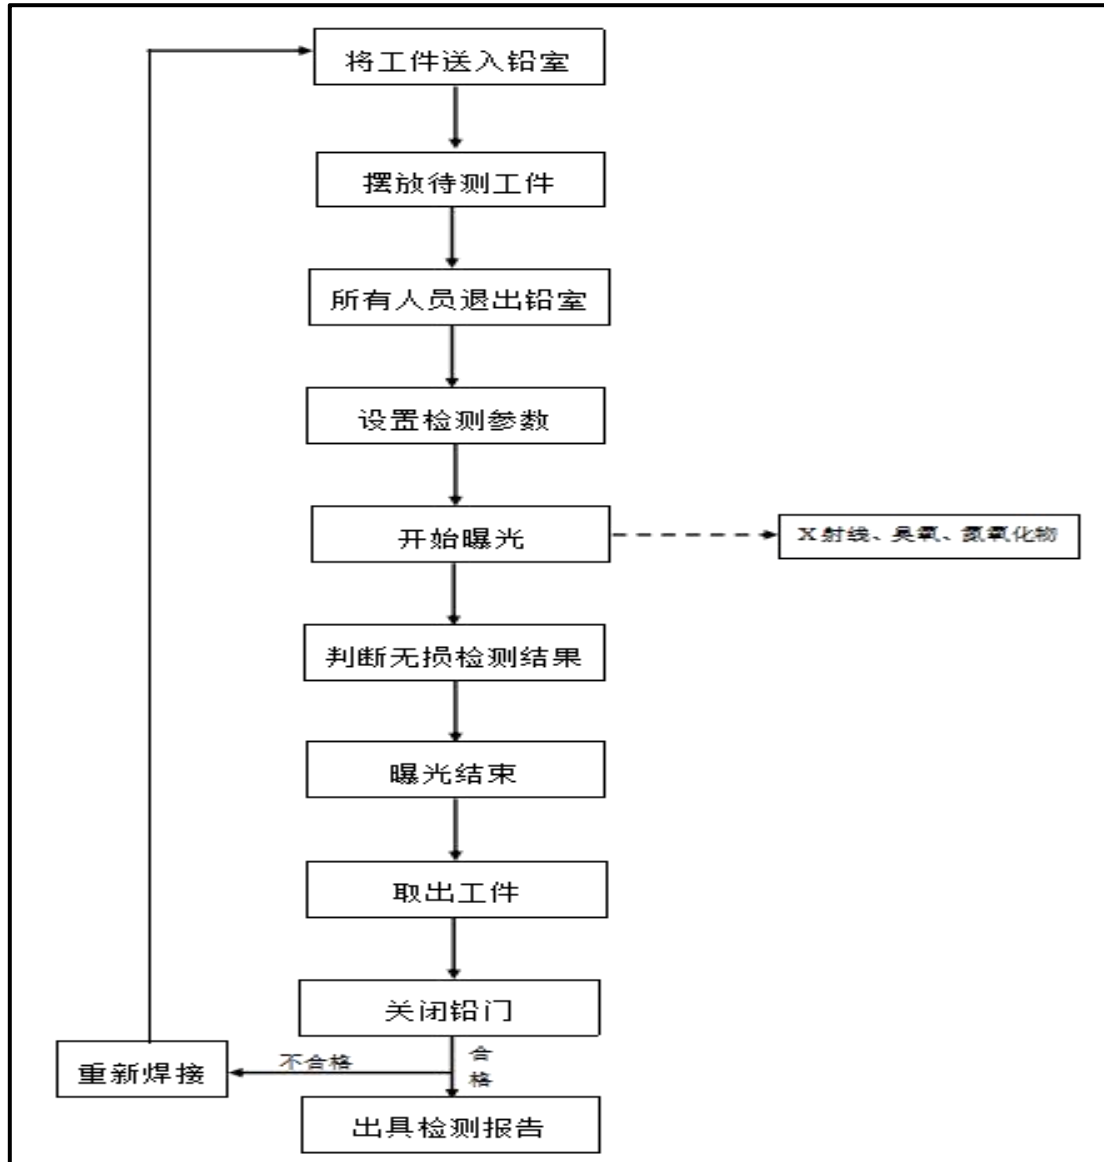 将工件送入铅室
摆放待测工件
所有人员退出铅室
设置检测参数
开始曝光
X射线、臭氧、氮氧化物
判断无损检测结果
曝光结束
取出工件
关闭铅门
不合格
合
格
重新焊接
出具检测报告